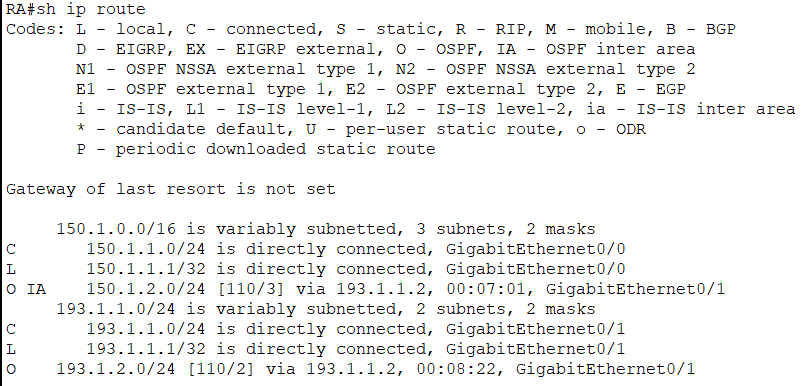 RA#sh ip route
Codes: L - local, C - connected, S - static, R - RIP, M - mobile, B - BGP
       D - EIGRP, EX - EIGRP external, O - OSPF, IA - OSPF inter area
       N1 - OSPF NSSA external type 1, N2 - OSPF NSSA external type 2
       E1 - OSPF external type 1, E2 - OSPF external type 2, E - EGP
       i - IS-IS, L1 - IS-IS level-1, L2 - IS-IS level-2, ia - IS-IS inter area
       * - candidate default, U - per-user static route, o - ODR
       P - periodic downloaded static route

Gateway of last resort is not set

     150.1.0.0/16 is variably subnetted, 3 subnets, 2 masks
C       150.1.1.0/24 is directly connected, GigabitEthernet0/0
L       150.1.1.1/32 is directly connected, GigabitEthernet0/0
O IA    150.1.2.0/24 [110/3] via 193.1.1.2, 00:07:01, GigabitEthernet0/1
     193.1.1.0/24 is variably subnetted, 2 subnets, 2 masks
C       193.1.1.0/24 is directly connected, GigabitEthernet0/1
L       193.1.1.1/32 is directly connected, GigabitEthernet0/1
O    193.1.2.0/24 [110/2] via 193.1.1.2, 00:08:22, GigabitEthernet0/1